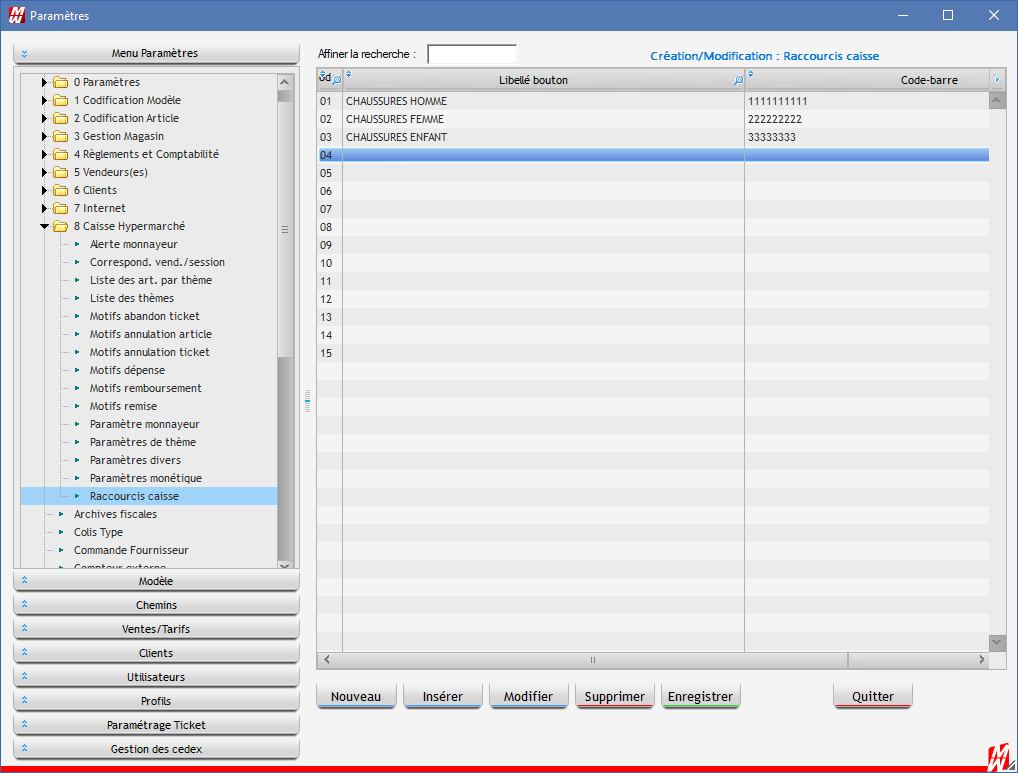 Paramètres
Menu Paramètres
0 Paramètres
1 Codification Modèle
2 Codification Article
3 Gestion Magasin
4 Règlements et Comptabilité
5 Vendeurs(es)
6 Clients
7 Internet
8 Caisse Hypermarché
Alerte monnayeur
Correspond. vend./session
Liste des art. par thème
Liste des thèmes
Motifs abandon ticket
Motifs annulation article
Motifs annulation ticket
Motifs dépense
Motifs remboursement
Motifs remise
Paramètre monnayeur
Paramètres de thème
Paramètres divers
Paramètres monétique
Raccourcis caisse
Archives fiscales
Colis Type
Commande Fournisseur
Compteur externe
Modèle
Chemins
Ventes/Tarifs
Clients
Utilisateurs
Profils
Paramétrage Ticket
Gestion des cedex
Affiner la recherche :
Création/Modification : Raccourcis caisse
Libellé bouton Code-barre
01 CHAUSSURES HOMME 1111111111
02 CHAUSSURES FEMME 222222222
03 CHAUSSURES ENFANT 33333333
04
05
06
07
08
09
10
11
12
13
14
15
Nouveau Insérer Modifier Supprimer Enregistrer Quitter
MW